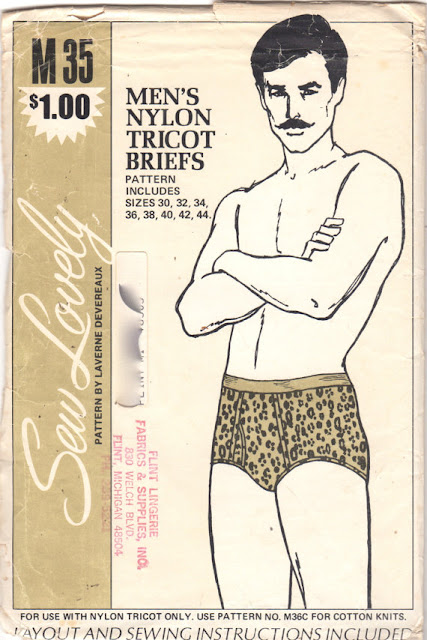 M 35
$1.00
MEN'S
NYLON
TRICOT
BRIEFS
PATTERN
INCLUDES
SIZES 30, 32, 34,
36, 38, 40, 42, 44.
Sew Lovely
PATTERN BY LAVERNE DEVEREAUX
FLINT LINGERIE
FABRICS & SUPPLIES, INC.
830 WELCH BLVD.
FLINT, MICHIGAN 48504
FOR USE WITH NYLON TRICOT ONLY. USE PATTERN NO. M36C FOR COTTON KNITS.
LAYOUT AND SEWING INSTRUCTIONS INCLUDED